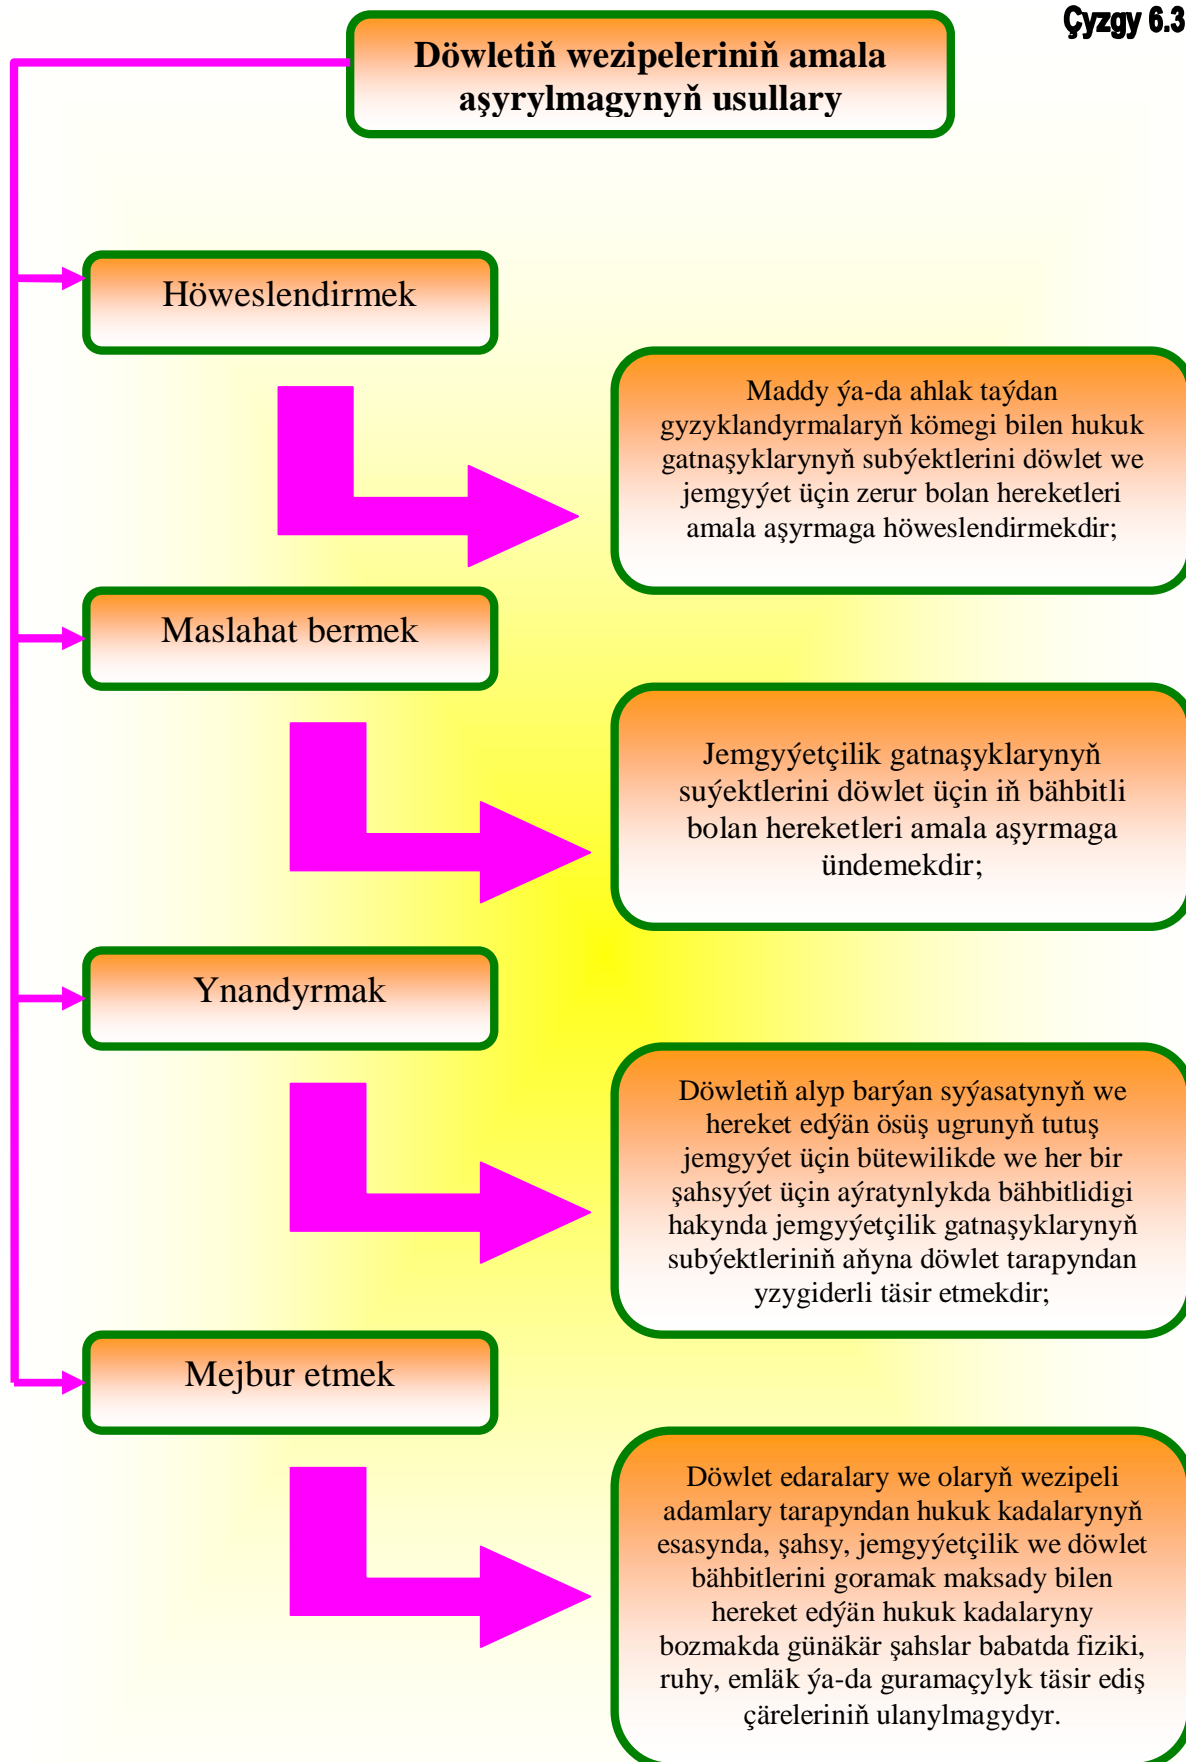 Çyzgy 6.3
Döwletiň wezipeleriniň amala
aşyrylmagynyň usullary
Höweslendirmek
Maddy ýa-da ahlak taýdan
gyzyklandyrmalaryň kömegi bilen hukuk
gatnaşyklarynyň subýektlerini döwlet we
jemgyýet üçin zerur bolan hereketleri
amala aşyrmaga höweslendirmekdir;
Maslahat bermek
Jemgyýetçilik gatnaşyklarynyň
suýektlerini döwlet üçin iň bähbitli
bolan hereketleri amala aşyrmaga
ündemekdir;
Ynandyrmak
Döwletiň alyp barýan syýasatynyň we
hereket edýän ösüş ugrunyň tutuş
jemgyýet üçin bütewilikde we her bir
şahsyýet üçin aýratynlykda bähbitlidigi
hakynda jemgyýetçilik gatnaşyklarynyň
subýektleriniň aňyna döwlet tarapyndan
yzygiderli täsir etmekdir;
Mejbur etmek
Döwlet edaralary we olaryň wezipeli
adamlary tarapyndan hukuk kadalarynyň
esasynda, şahsy, jemgyýetçilik we döwlet
bähbitlerini goramak maksady bilen
hereket edýän hukuk kadalaryny
bozmakda günäkär şahslar babatda fiziki,
ruhy, emläk ýa-da guramaçylyk täsir ediş
çäreleriniň ulanylmagydyr.